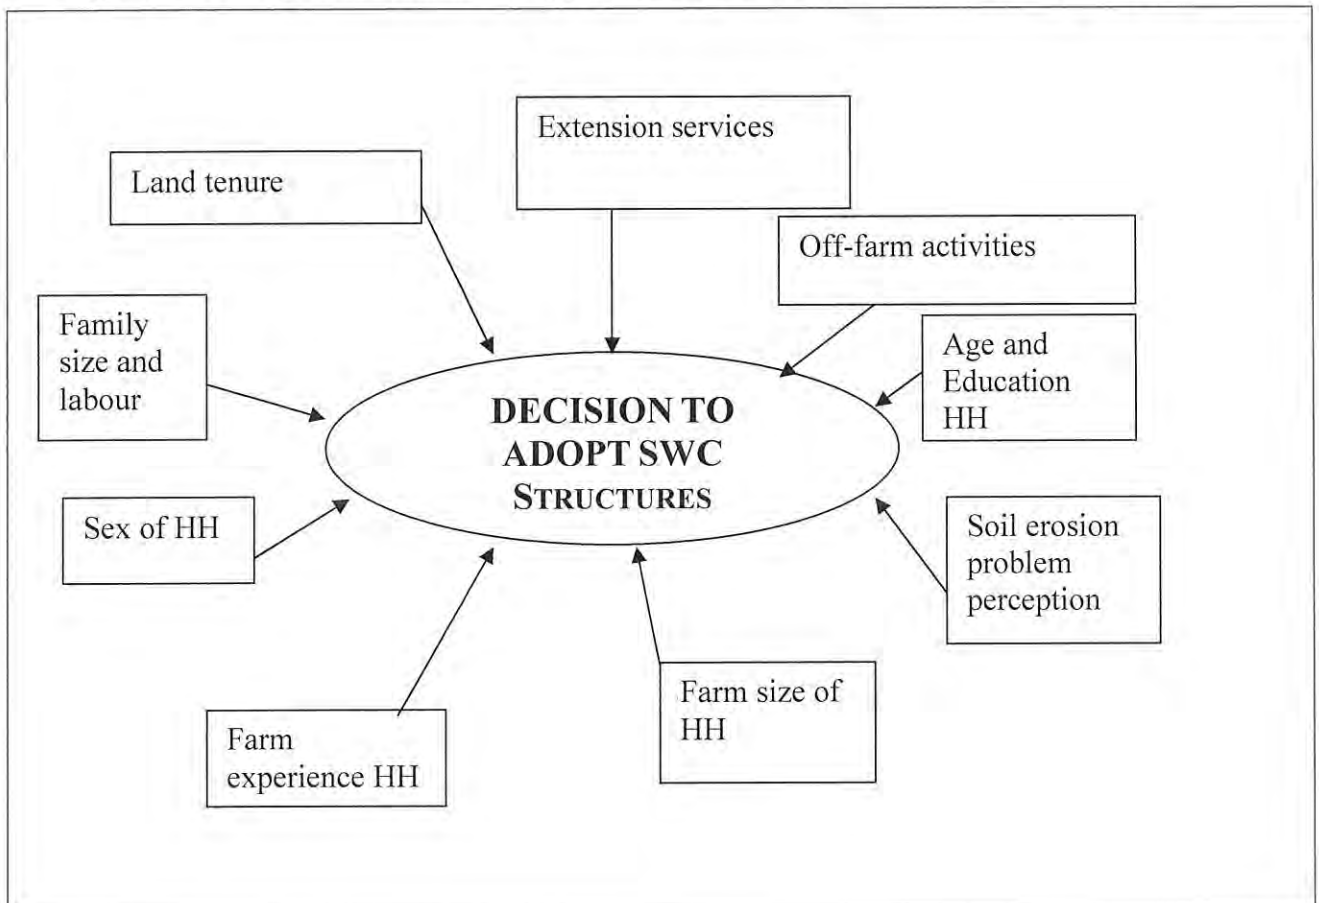 Extension services
Land tenure
Off-farm activities
Family
size and
labour
Age and
Education
HH
DECISION TO
ADOPT SWC
STRUCTURES
Sex of HH
Soil erosion
problem
perception
Farm size of
HH
Farm
experience HH